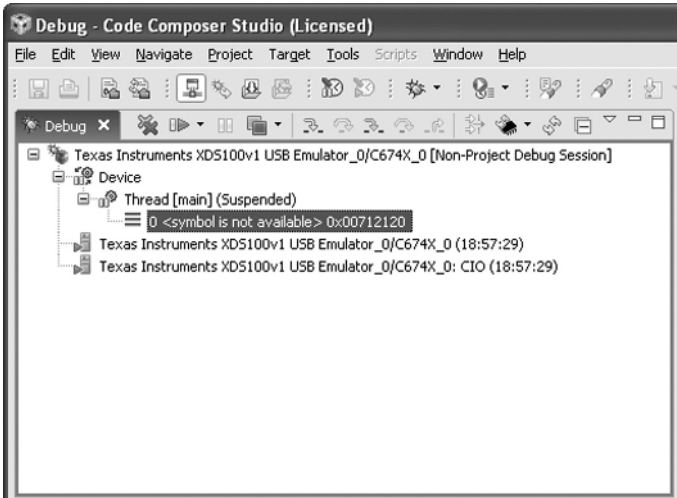 Debug - Code Composer Studio (Licensed)
File Edit View Navigate Project Target Tools Scripts Window Help
Debug
Texas Instruments XDS100v1 USB Emulator_0/C674X_0 [Non-Project Debug Session]
Device
Thread [main] (Suspended)
0 <symbol is not available> 0x00712120
Texas Instruments XDS100v1 USB Emulator_0/C674X_0 (18:57:29)
Texas Instruments XDS100v1 USB Emulator_0/C674X_0: CIO (18:57:29)